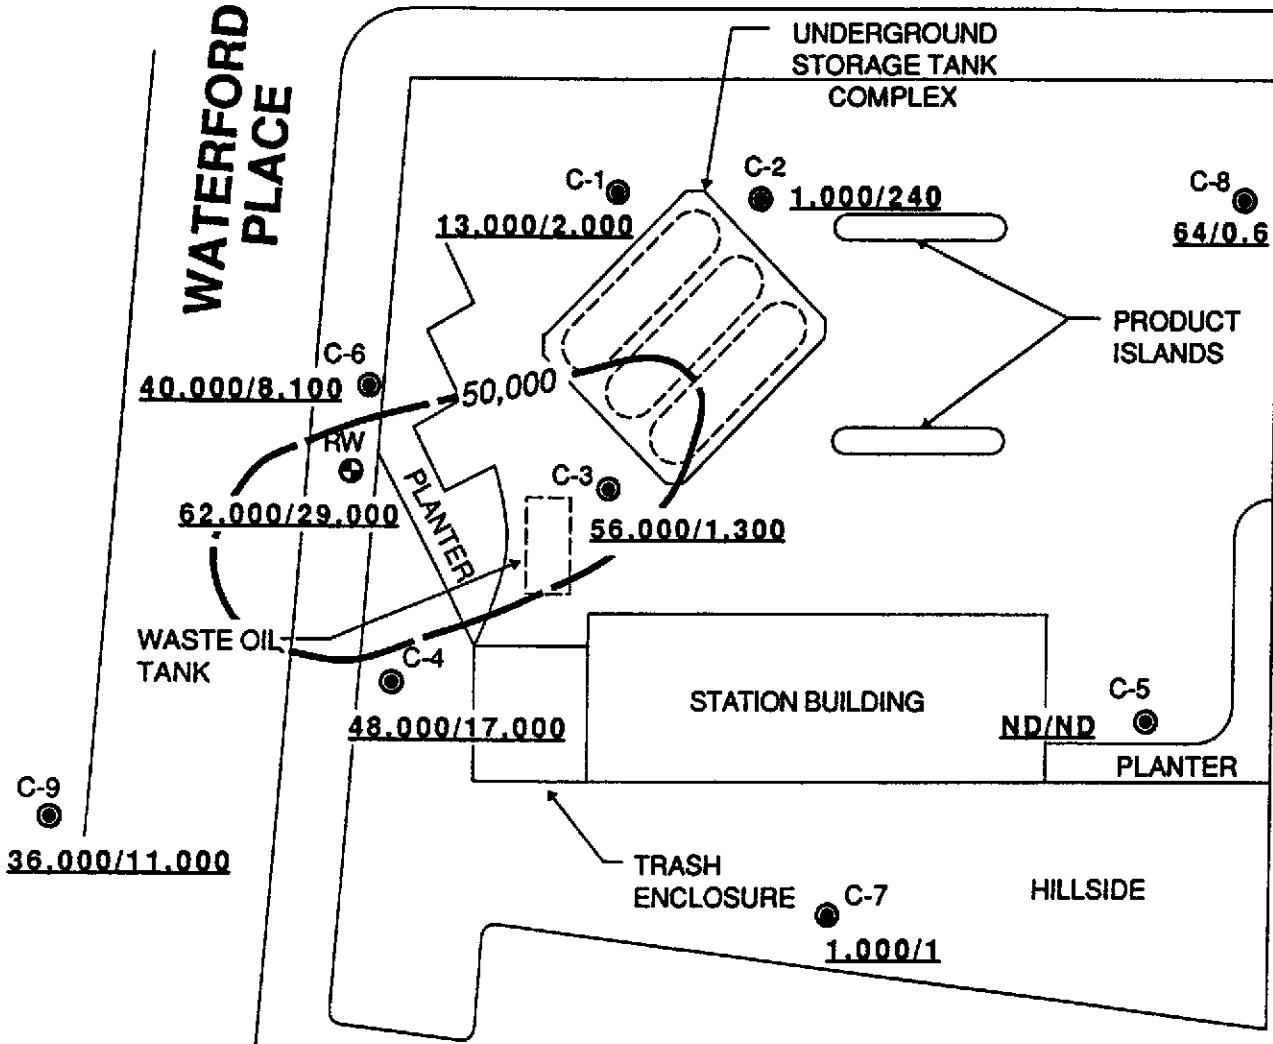 WATERFORD
PLACE
UNDERGROUND
STORAGE TANK
COMPLEX
C-1
13,000/2,000
C-2
1,000/240
C-8
64/0.6
PRODUCT
ISLANDS
C-6
40,000/8,100
50,000
RW
62,000/29,000
PLANTER
C-3
56,000/1,300
WASTE OIL
TANK
C-4
48,000/17,000
STATION BUILDING
C-5
ND/ND
PLANTER
C-9
36,000/11,000
TRASH
ENCLOSURE
C-7
1,000/1
HILLSIDE